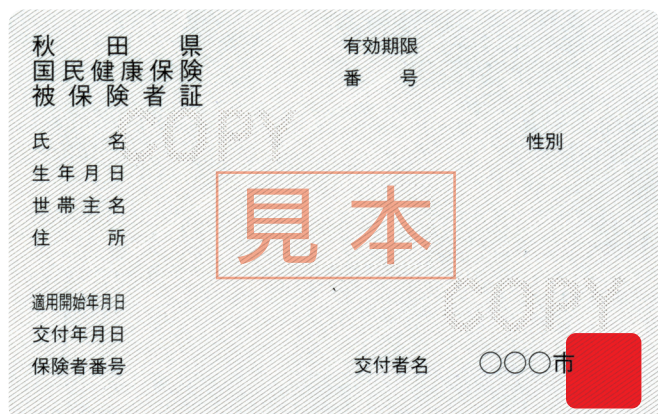 秋田県
国民健康保険
被保険者証
有効期限
番号
氏名
性別
生年月日
世帯主名
住所
適用開始年月日
交付年月日
保険者番号
交付者名 〇〇〇市
見本
COPY
COPY